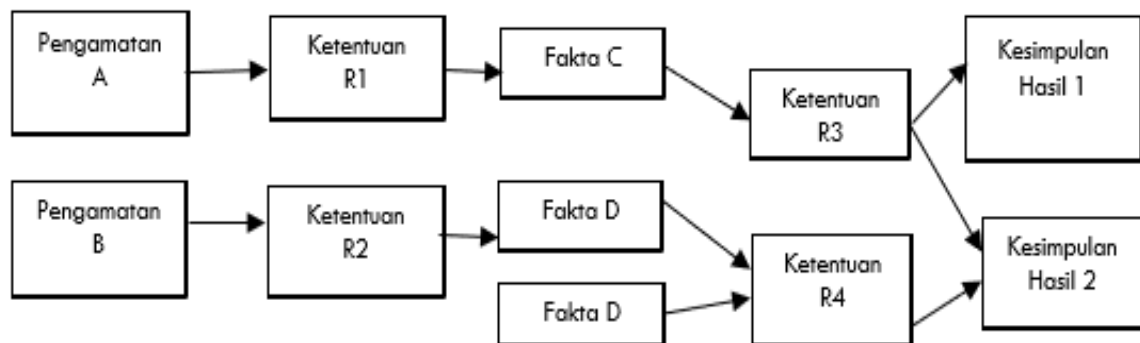 Pengamatan
A
Ketentuan
R1
Fakta C
Ketentuan
R3
Kesimpulan
Hasil 1
Pengamatan
B
Ketentuan
R2
Fakta D
Fakta D
Ketentuan
R4
Kesimpulan
Hasil 2